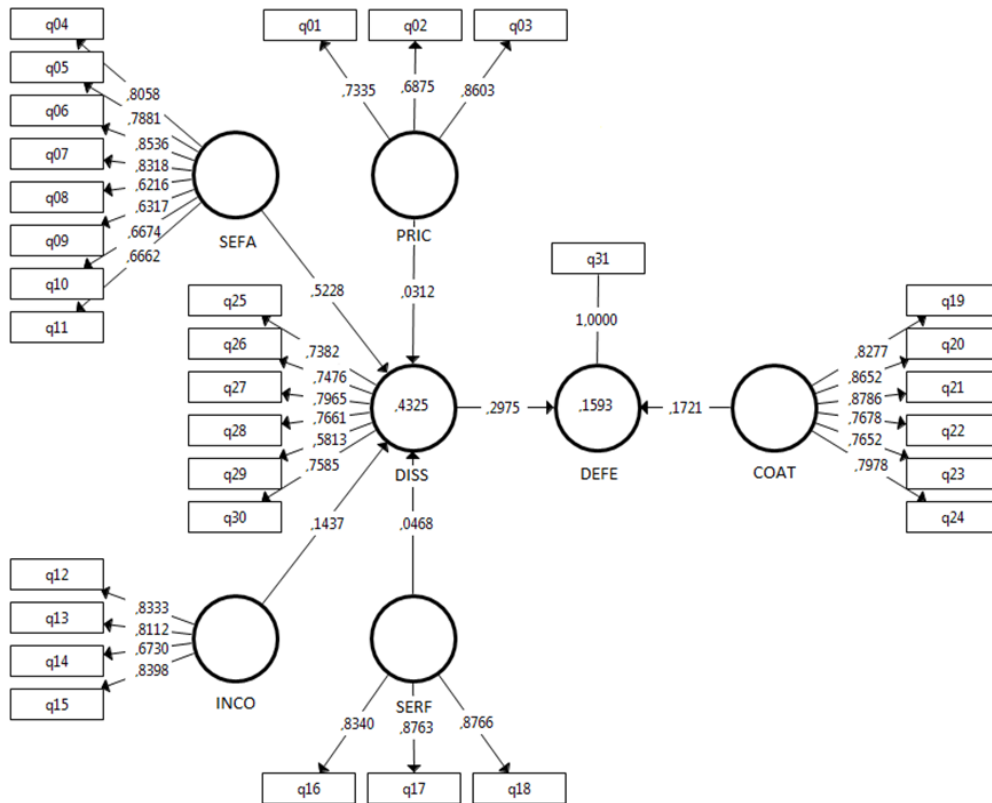 q04
q05
q06
q07
q08
q09
q10
q11
,8058
,7881
,8536
,8318
,6216
,6317
,6674
,6662
SEFA
q01
q02
q03
,7335
,6875
,8603
PRIC
,5228
,0312
q31
1,0000
q25
q26
q27
q28
q29
q30
,7382
,7476
,7965
,7661
,5813
,7585
,4325
DISS
,2975
,1593
DEFE
,1721
COAT
,8277
,8652
,8786
,7678
,7652
,7978
q19
q20
q21
q22
q23
q24
,1437
,0468
q12
q13
q14
q15
,8333
,8112
,6730
,8398
INCO
SERF
,8340
,8763
,8766
q16
q17
q18